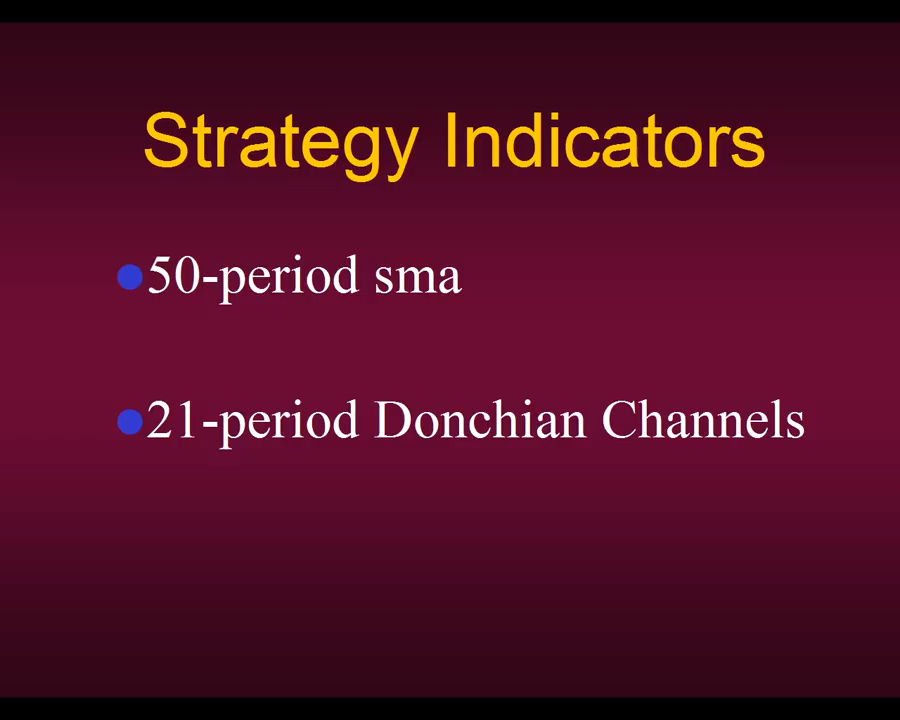 Strategy Indicators
50-period sma
21-period Donchian Channels